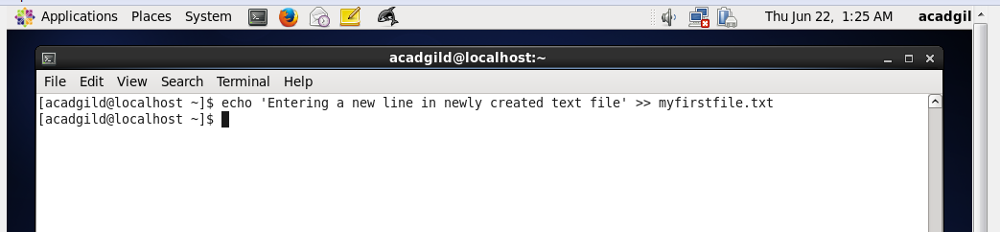 Applications Places System Thu Jun 22, 1:25 AM acadgil
acadgild@localhost:~
File Edit View Search Terminal Help
[acadgild@localhost ~]$ echo 'Entering a new line in newly created text file' >> myfirstfile.txt
[acadgild@localhost ~]$